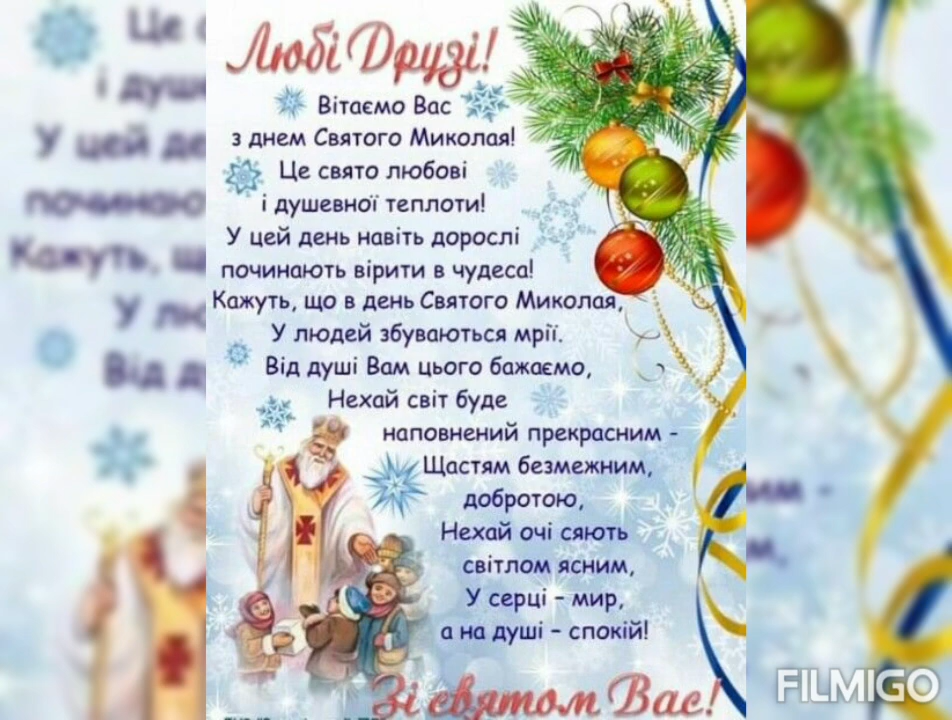 Любі Друзі!
Вітаємо Вас
з днем Святого Миколая!
Це свято любові
і душевної теплоти!
У цей день навіть дорослі
починають вірити в чудеса!
Кажуть, що в день Святого Миколая,
У людей збуваються мрії.
Від душі Вам цього бажаємо,
Нехай світ буде
наповнений прекрасним -
Щастям безмежним,
добротою,
Нехай очі сяють
світлом ясним,
У серці – мир,
а на душі – спокій!
Зі святом Вас!
FILMIGO